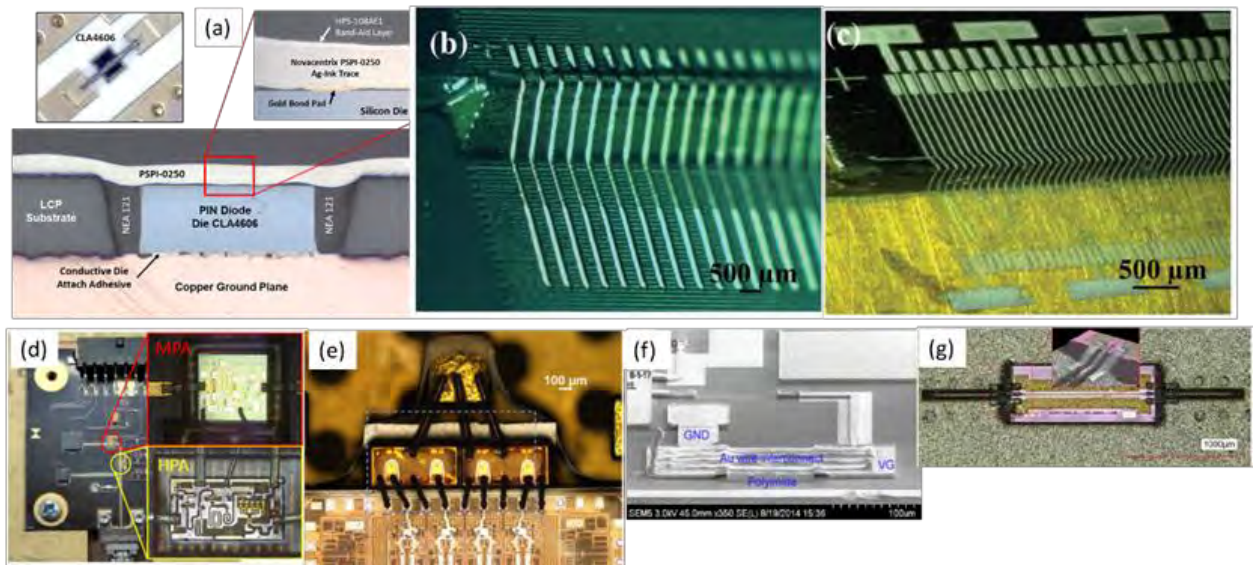 CLA4606
(a)
HPS-108AE1
Band-Aid Layer
Novacentrix PSPI-0250
Ag-Ink Trace
Gold Bond Pad
Silicon Die
PSPI-0250
LCP
Substrate
NEA 121
PIN Diode
Die CLA4606
NEA 121
Conductive Die
Attach Adhesive
Copper Ground Plane
(b)
500 µm
(c)
500 µm
(d)
MPA
HPA
(e)
100 µm
(f)
GND
Au wire interconnect
VG
Polyimide
SEM5 3.0kV 45.0mm x350 SE(L) 8/19/2014 15:36
100um
(g)
1000µm